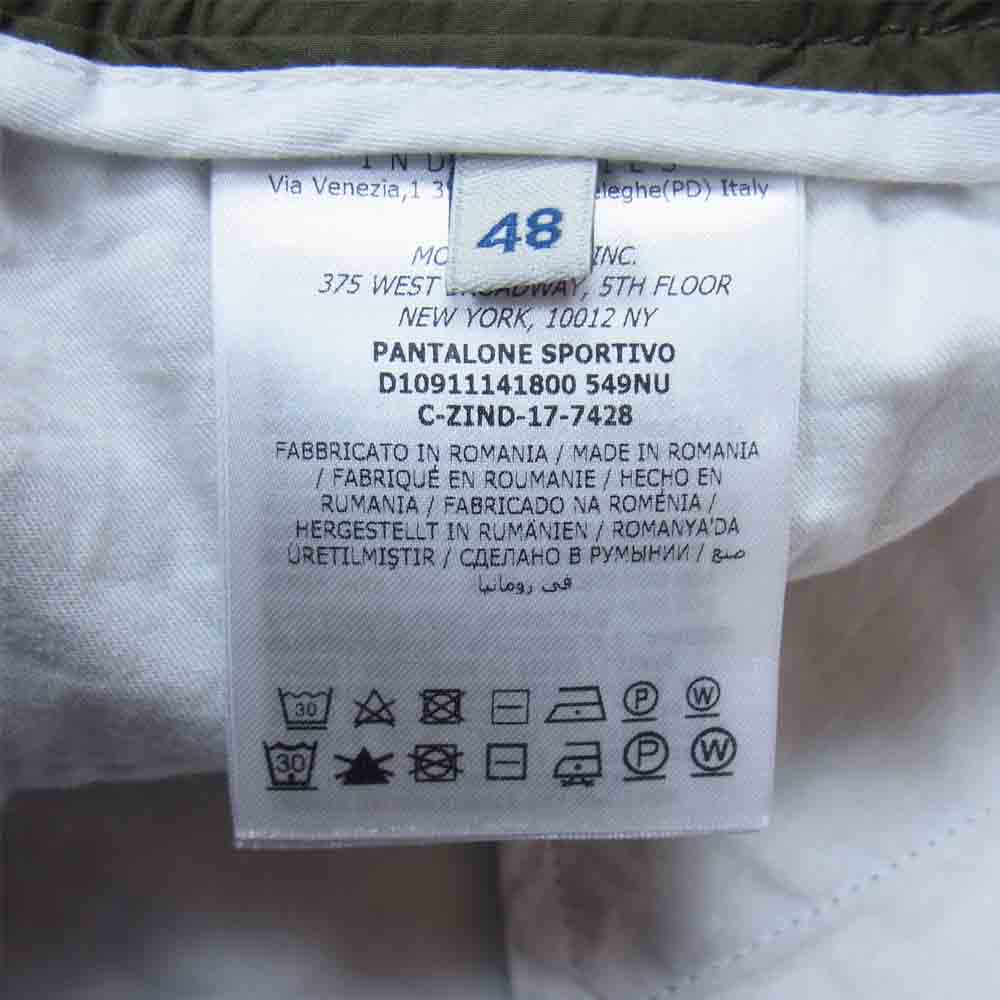 Via Venezia,1 Italy
48
INC.
375 WEST BROADWAY, 5TH FLOOR
NEW YORK, 10012 NY
PANTALONE SPORTIVO
D10911141800 549NU
C-ZIND-17-7428
FABBRICATO IN ROMANIA / MADE IN ROMANIA
/ FABRIQUÉ EN ROUMANIE / HECHO EN
RUMANIA / FABRICADO NA ROMÉNIA /
HERGESTELLT IN RUMÄNIEN / ROMANYA'DA
ÜRETILMIŞTIR / СДЕЛАНО В РУМЫНИИ / صنع
في رومانيا
30 P W
30 P W